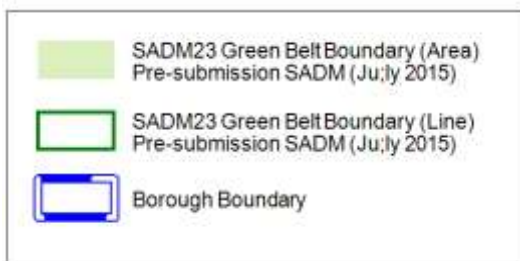 SADM23 Green Belt Boundary (Area)
Pre-submission SADM (Ju;ly 2015)
SADM23 Green Belt Boundary (Line)
Pre-submission SADM (Ju;ly 2015)
Borough Boundary